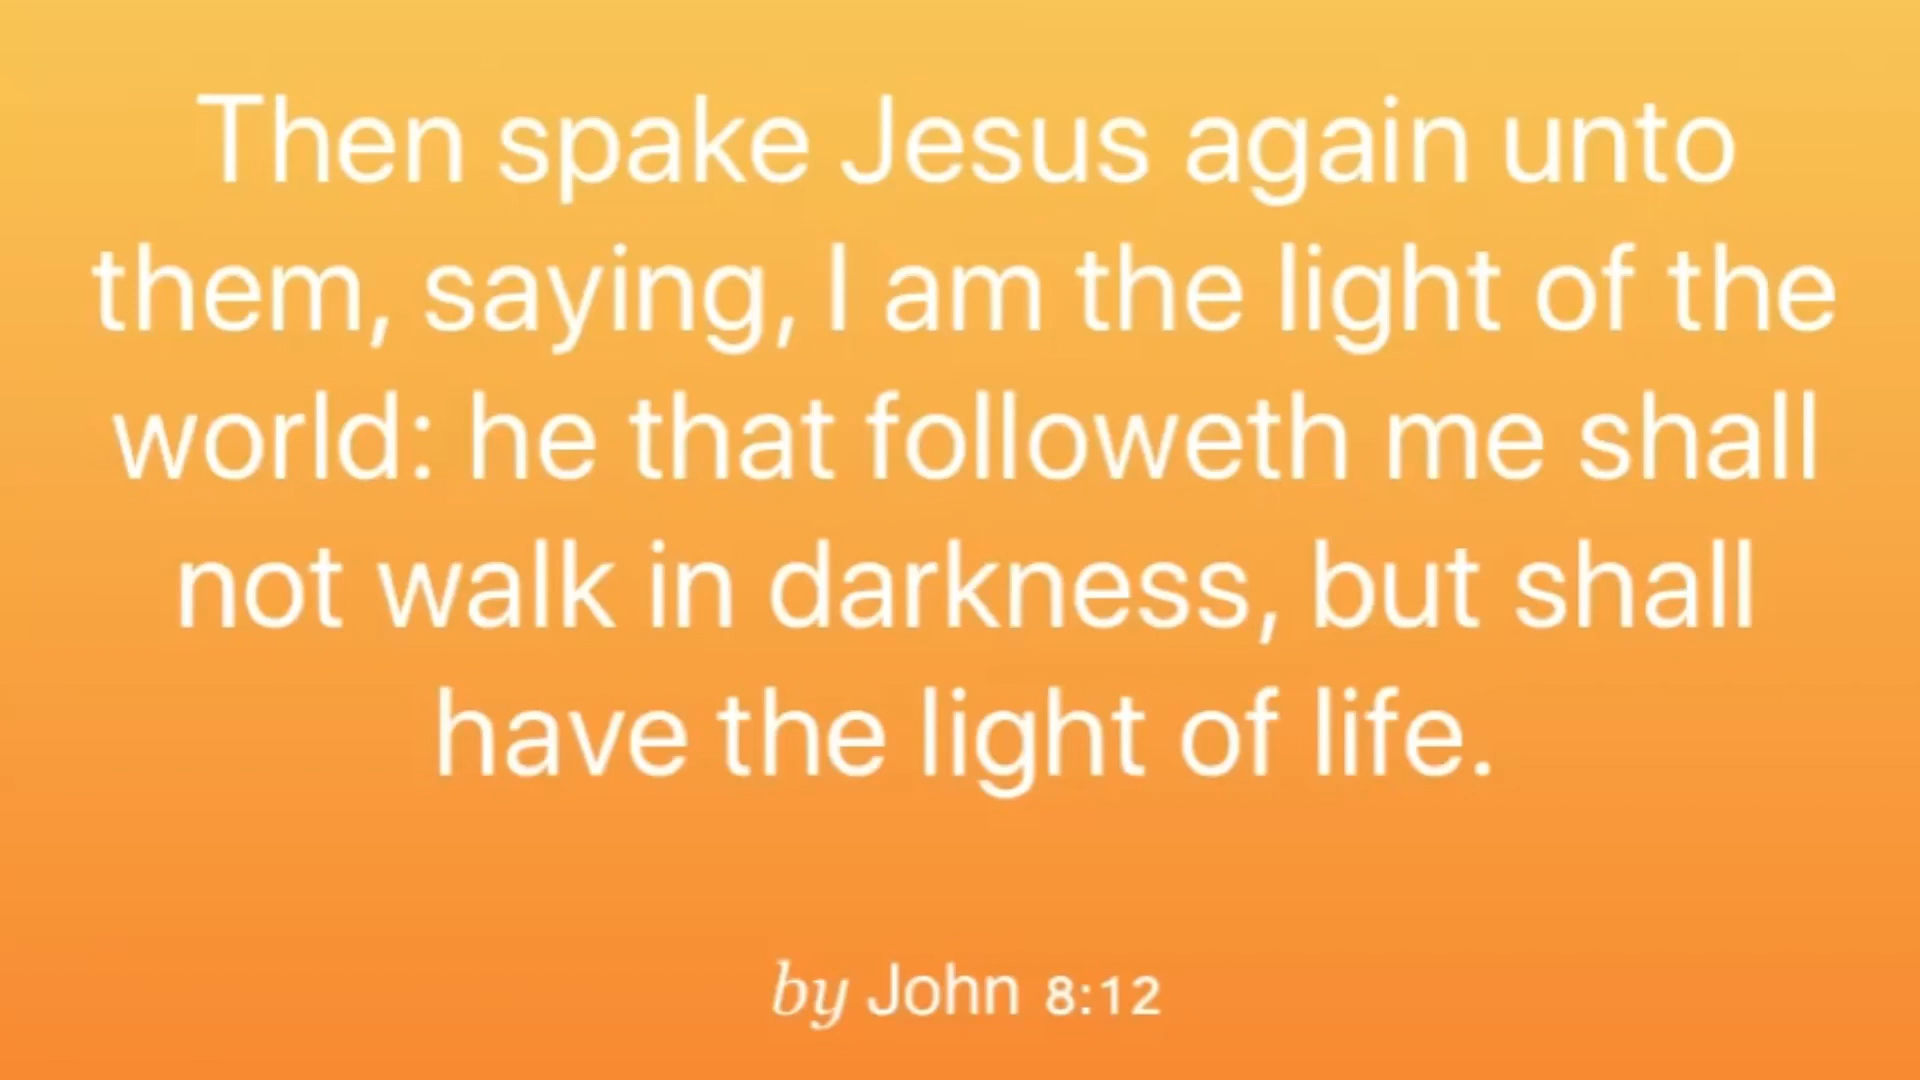 Then spake Jesus again unto
them, saying, I am the light of the
world: he that followeth me shall
not walk in darkness, but shall
have the light of life.
by John 8:12